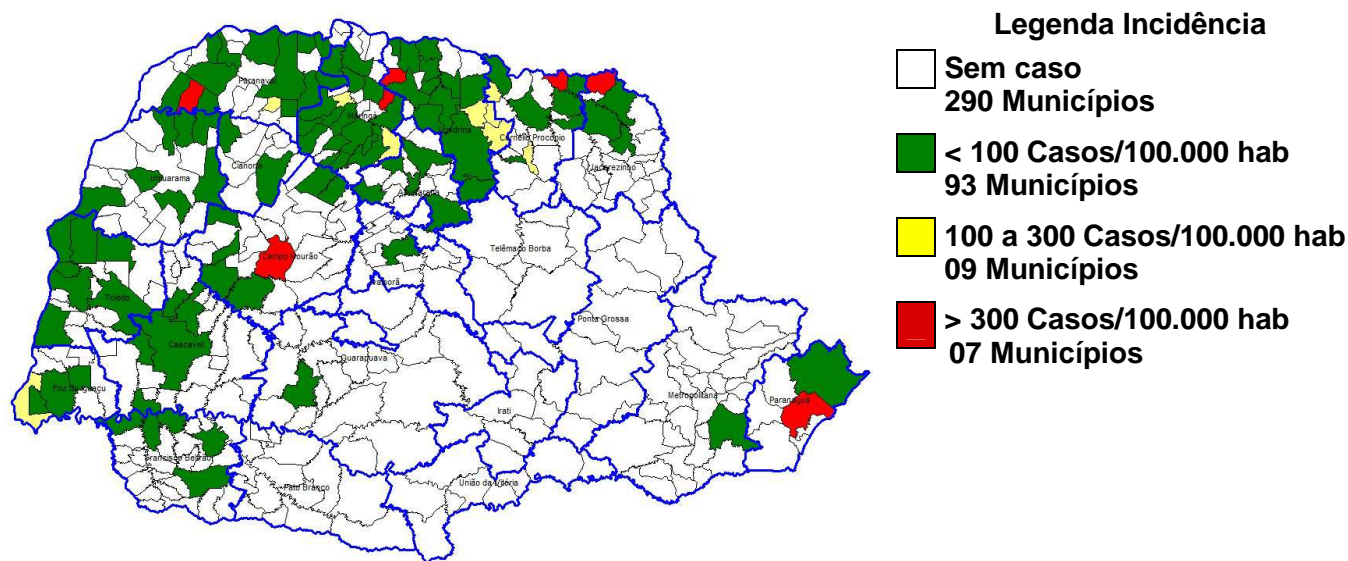 Legenda Incidência
Sem caso
290 Municípios
< 100 Casos/100.000 hab
93 Municípios
100 a 300 Casos/100.000 hab
09 Municípios
> 300 Casos/100.000 hab
07 Municípios
Paranavaí
Maringá
Londrina
Cornélio Procópio
Jacarezinho
Cianorte
Umuarama
Apucarana
Campo Mourão
Telêmaco Borba
Ivaiporã
Toledo
Ponta Grossa
Cascavel
Guarapuava
Foz do Iguaçu
Metropolitana
Paranaguá
Irati
Francisco Beltrão
Pato Branco
União da Vitória